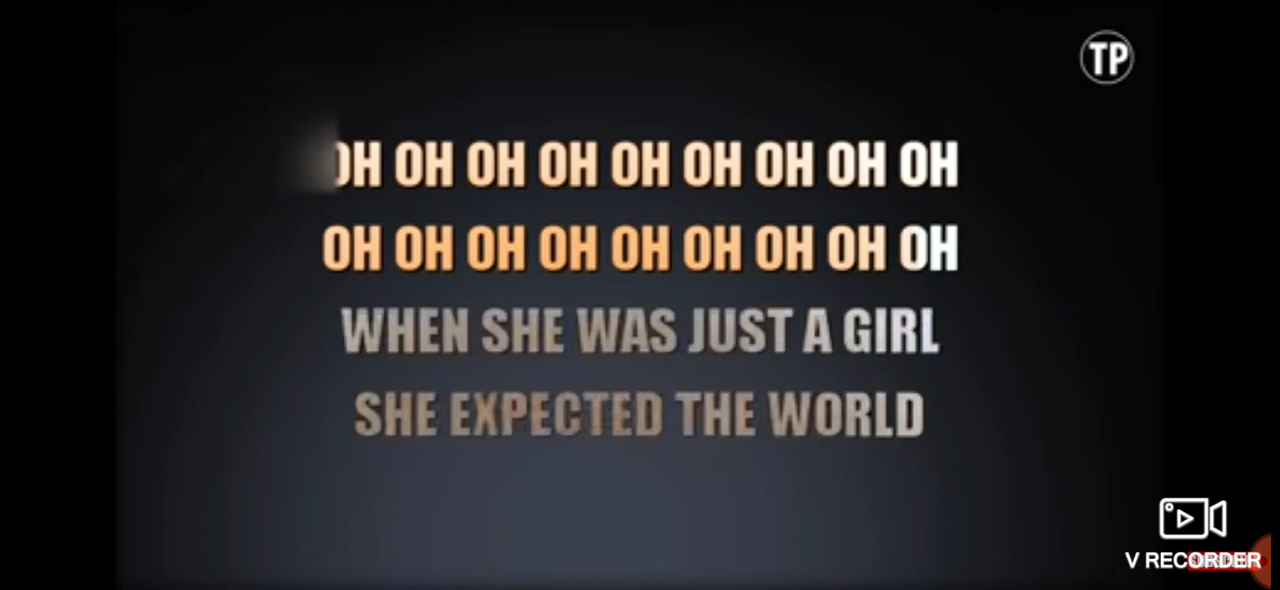 TP
OH OH OH OH OH OH OH OH OH
OH OH OH OH OH OH OH OH OH
WHEN SHE WAS JUST A GIRL
SHE EXPECTED THE WORLD
V RECORDER